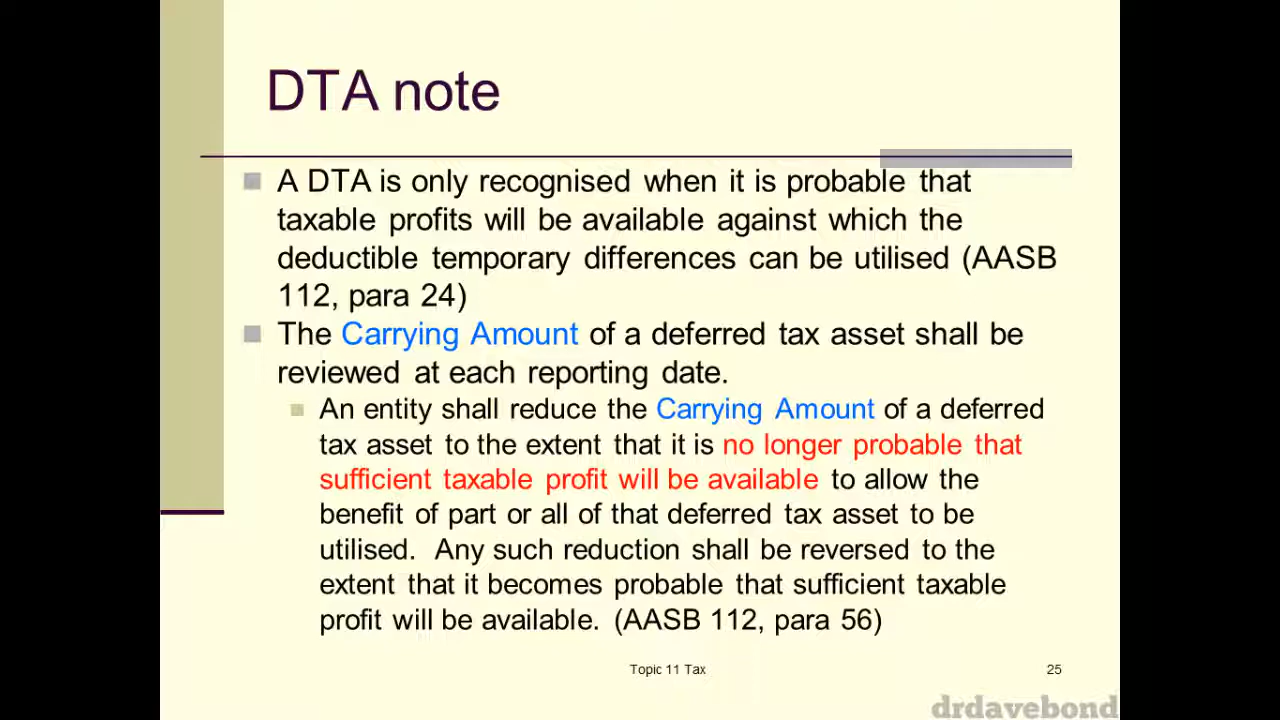 DTA note
A DTA is only recognised when it is probable that
taxable profits will be available against which the
deductible temporary differences can be utilised (AASB
112, para 24)
The Carrying Amount of a deferred tax asset shall be
reviewed at each reporting date.
An entity shall reduce the Carrying Amount of a deferred
tax asset to the extent that it is no longer probable that
sufficient taxable profit will be available to allow the
benefit of part or all of that deferred tax asset to be
utilised. Any such reduction shall be reversed to the
extent that it becomes probable that sufficient taxable
profit will be available. (AASB 112, para 56)
Topic 11 Tax 25
drdavebond